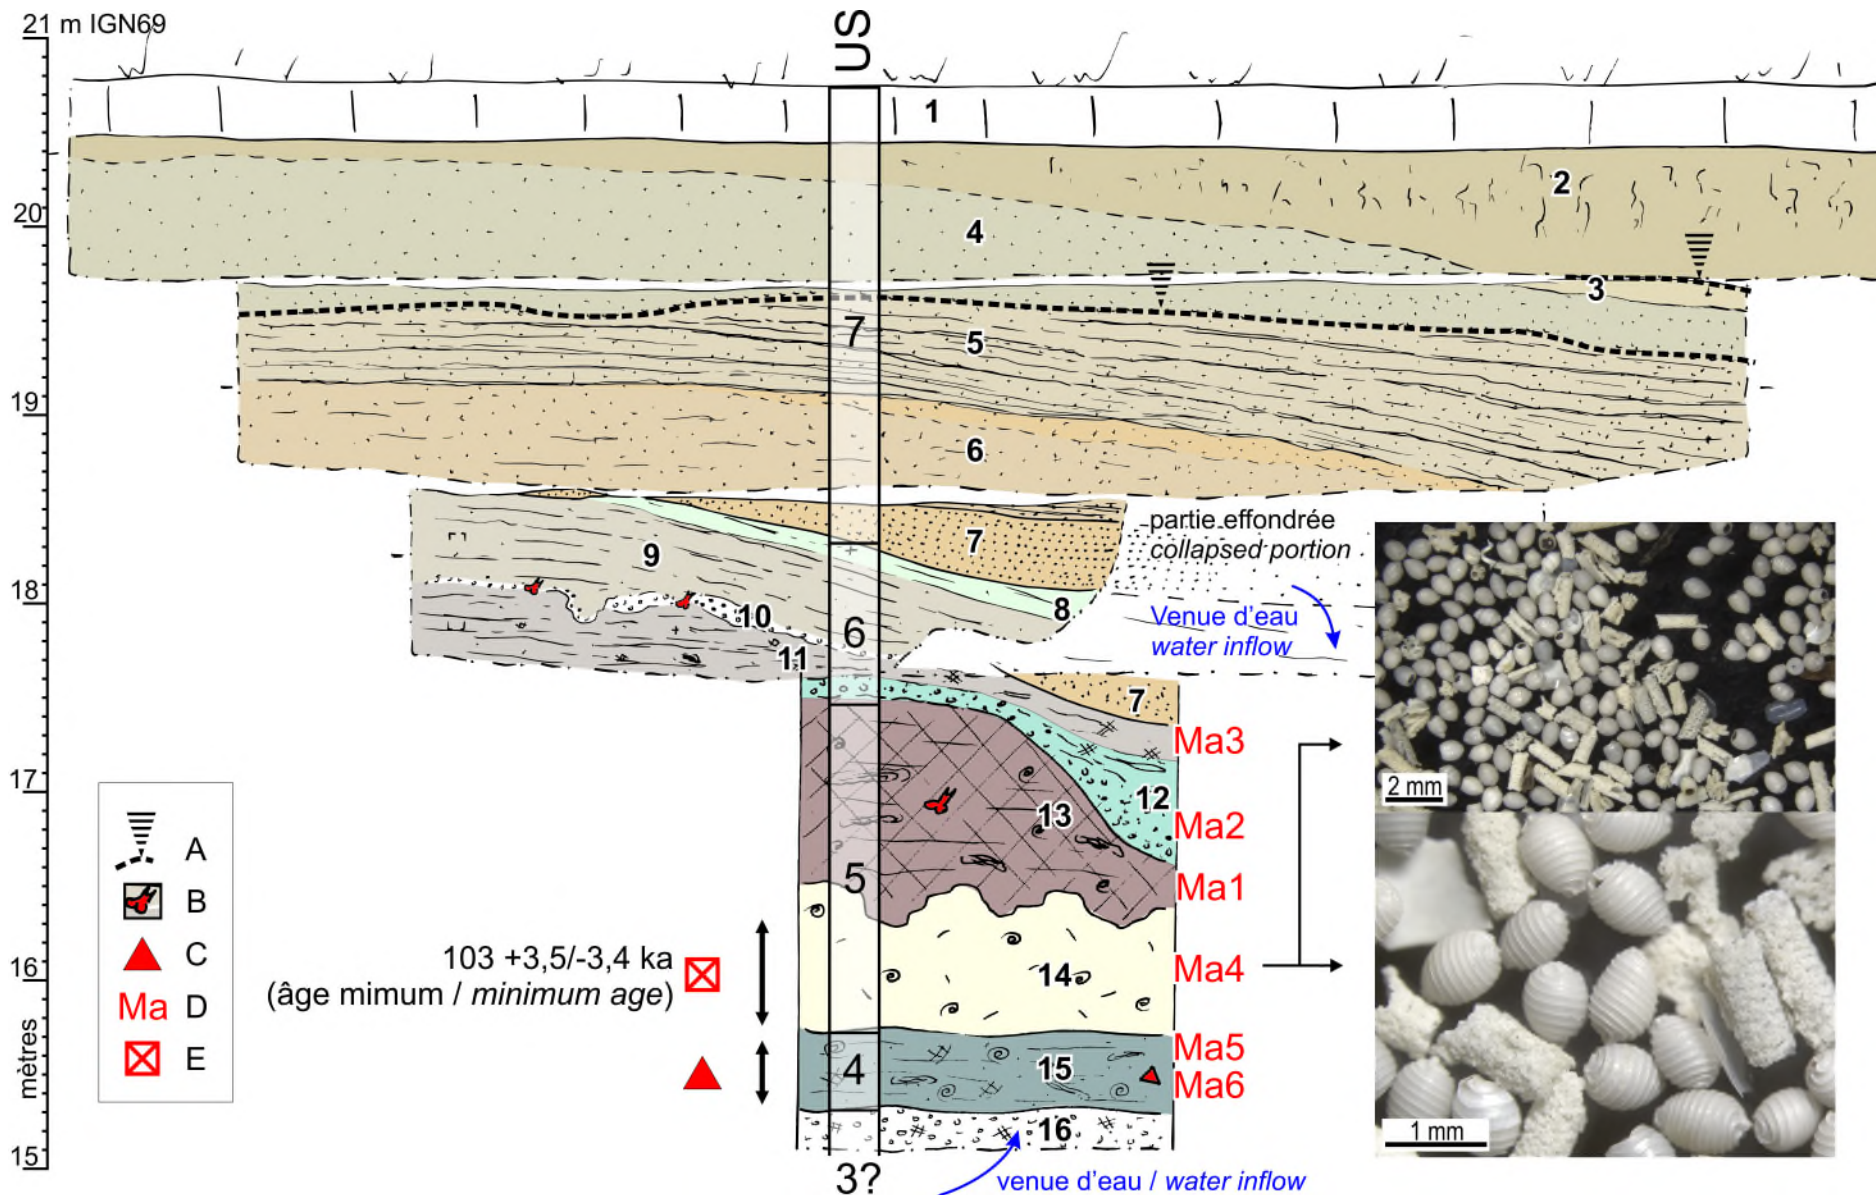 21 m IGN69
US
1
2
20
4
3
7
5
19
6
partie effondrée
collapsed portion
7
9
18
10
8
Venue d'eau
water inflow
6
11
7
Ma3
2 mm
17
12
13
Ma2
A
5
Ma1
B
103 +3,5/-3,4 ka
(âge mimum / minimum age)
C
16
14
Ma4
Ma D
mètres
E
4
15
Ma5
Ma6
16
1 mm
15
3?
venue d'eau / water inflow